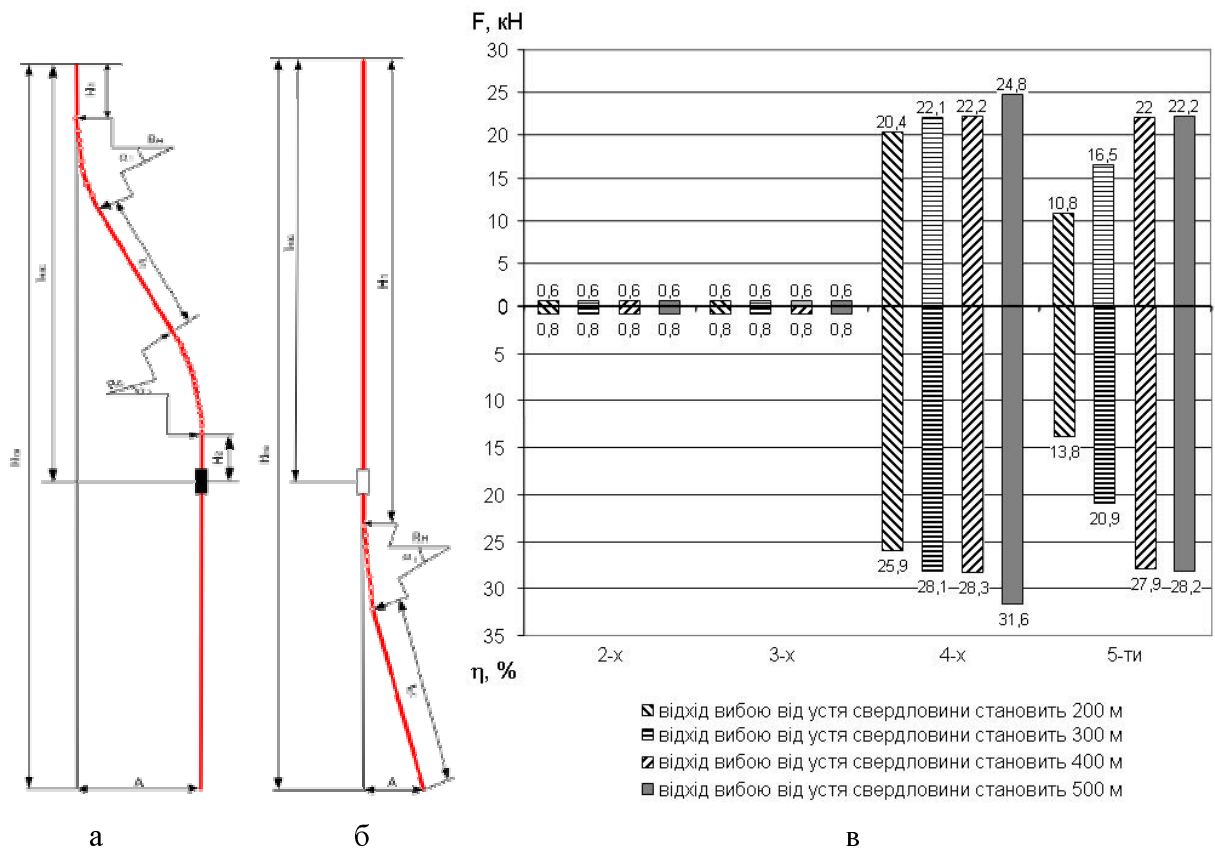 F, кН
30
25
20
15
10
5
0
5
10
15
20
25
30
35
η, %
0,6 0,6 0,6 0,6 0,6 0,6 0,6 0,6
0,8 0,8 0,8 0,8 0,8 0,8 0,8 0,8
20,4 22,1 22,2 24,8
25,9 28,1 28,3 31,6
10,8 16,5 22 22,2
13,8 20,9 27,9 28,2
2-х 3-х 4-х 5-ти
відхід вибою від устя свердловини становить 200 м
відхід вибою від устя свердловини становить 300 м
відхід вибою від устя свердловини становить 400 м
відхід вибою від устя свердловини становить 500 м
A
A
H₁
Rн
а б в